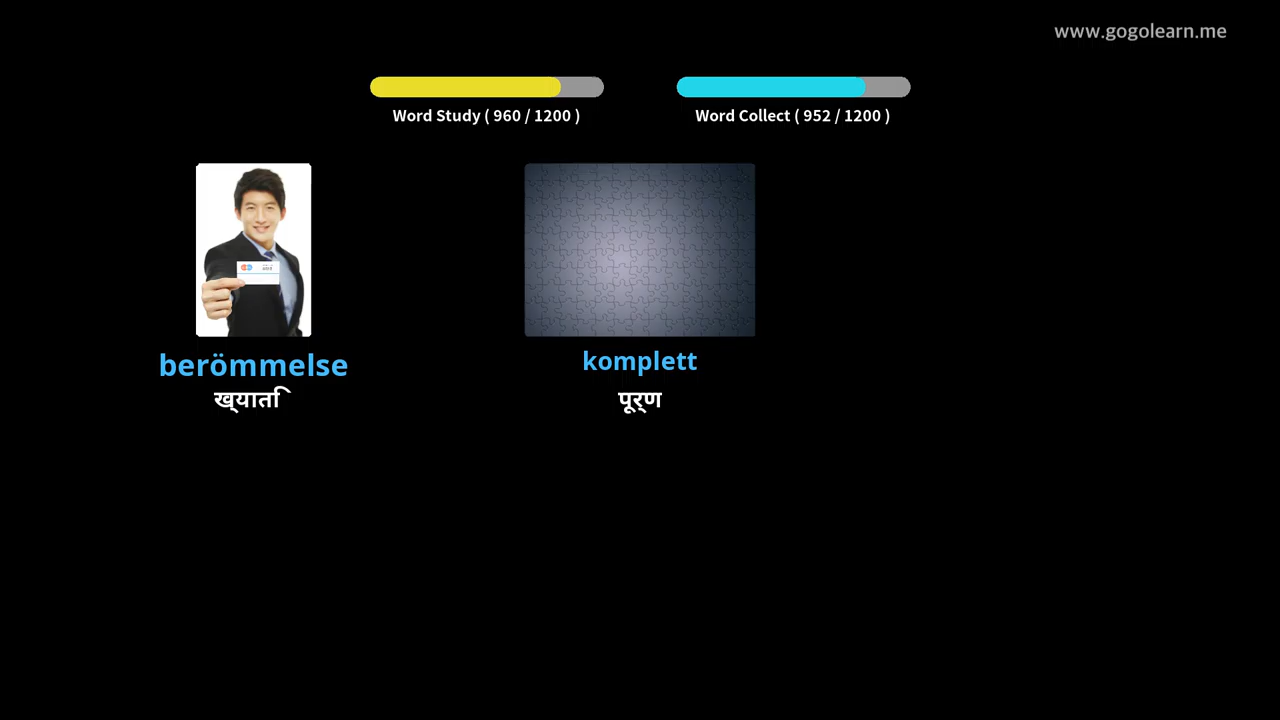 www.gogolearn.me
Word Study ( 960 / 1200 )
Word Collect ( 952 / 1200 )
berömmelse
ख्याति
komplett
पूर्ण